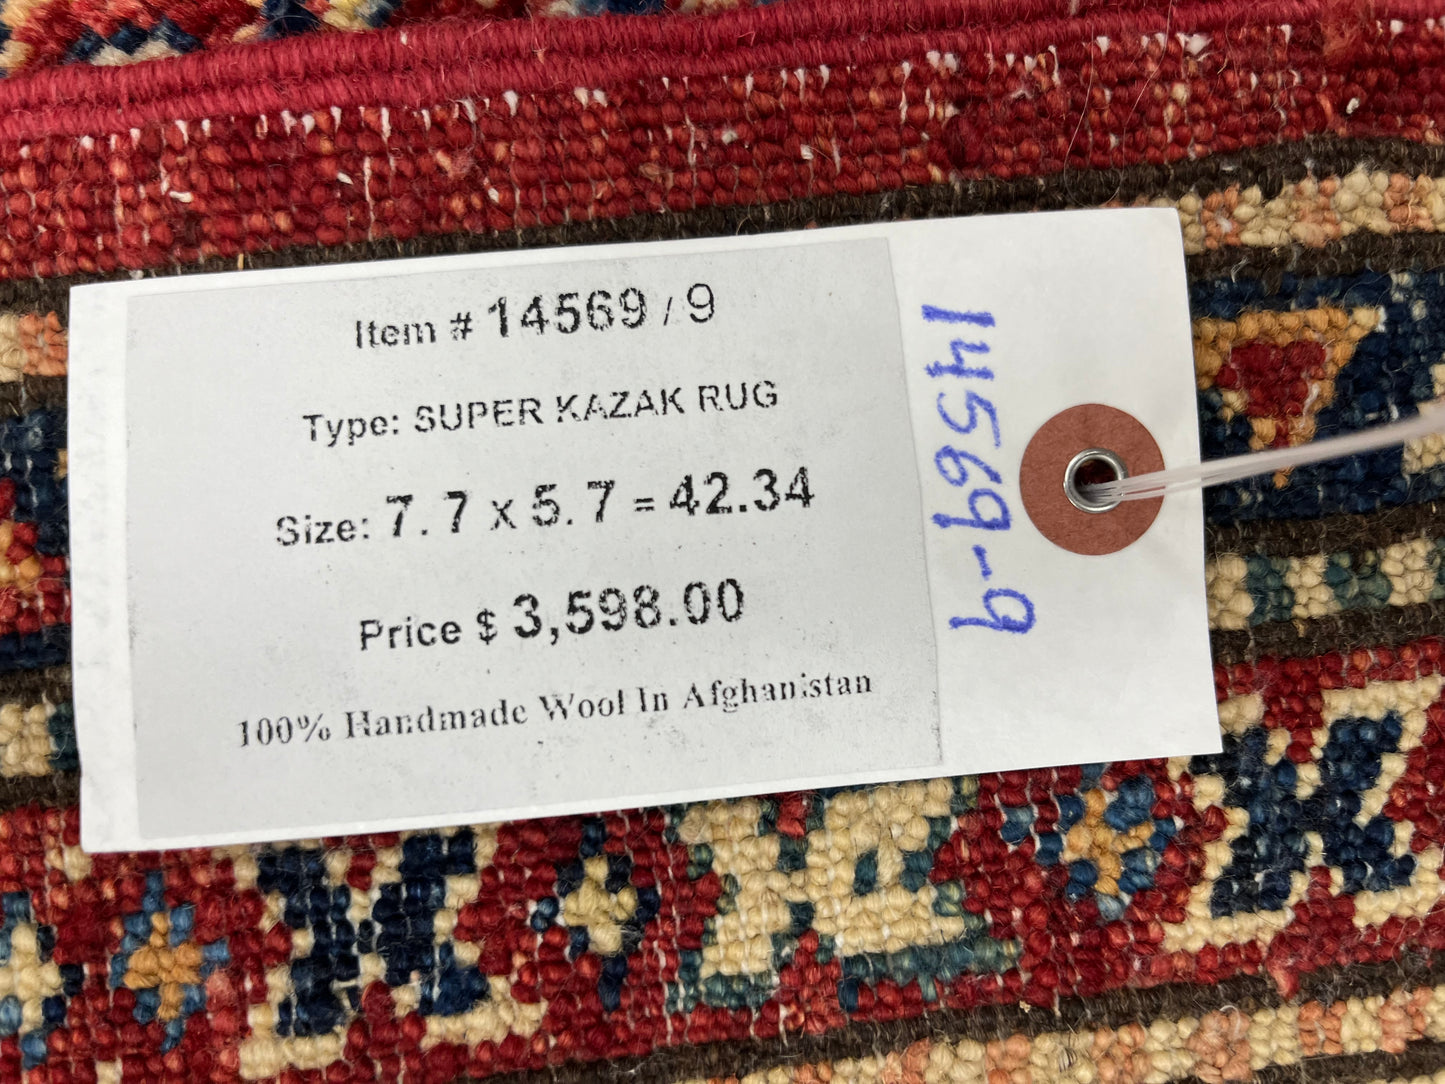 Item # 14569 / 9
Type: SUPER KAZAK RUG
Size: 7.7 x 5.7 = 42.34
Price $ 3,598.00
100% Handmade Wool In Afghanistan
14569-9